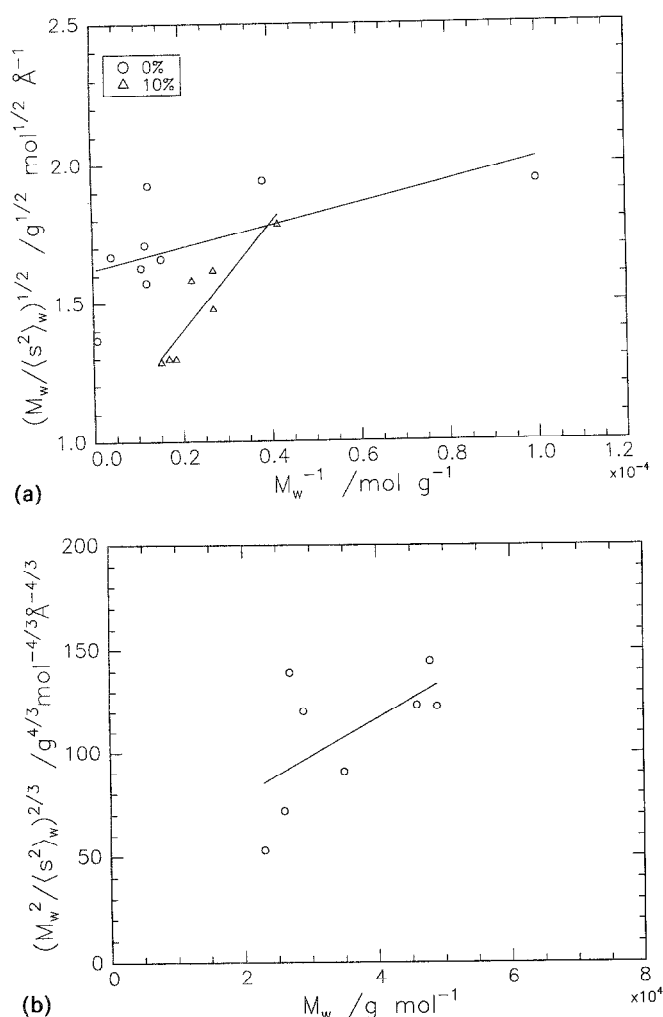 2.5
2.0
1.5
1.0
(M_w/⟨s²⟩_w)^{1/2} /g^{1/2} mol^{1/2} Å⁻¹
○ 0%
△ 10%
0.0 0.2 0.4 0.6 0.8 1.0 1.2
×10⁻⁴
M_w⁻¹ /mol g⁻¹
(a)
200
150
100
50
0
(M_w²/⟨s²⟩_w)^{2/3} /g^{4/3}mol^{-4/3}Å^{-4/3}
0 2 4 6 8
×10⁴
M_w/g mol⁻¹
(b)